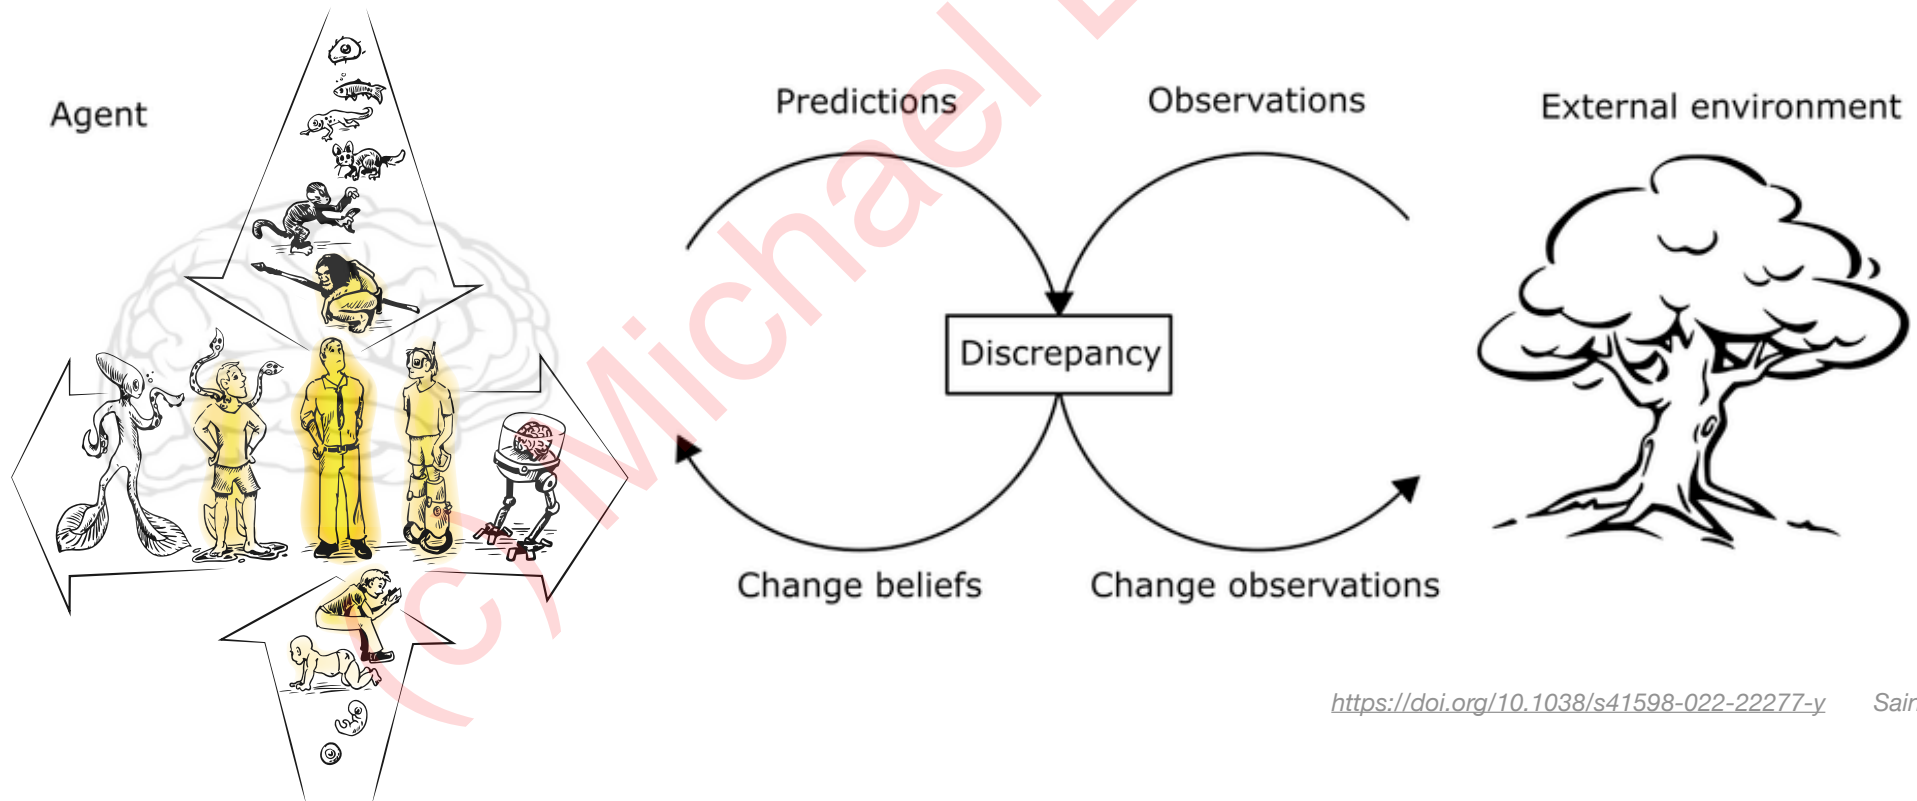 Agent
Predictions
Observations
External environment
Discrepancy
Change beliefs
Change observations
https://doi.org/10.1038/s41598-022-22277-y
(c) Michael